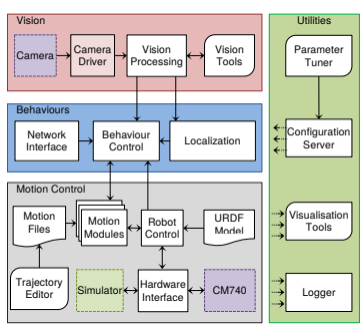 Vision
Camera
Camera
Driver
Vision
Processing
Vision
Tools
Behaviours
Network
Interface
Behaviour
Control
Localization
Motion Control
Motion
Files
Motion
Modules
Robot
Control
URDF
Model
Trajectory
Editor
Simulator
Hardware
Interface
CM740
Utilities
Parameter
Tuner
Configuration
Server
Visualisation
Tools
Logger